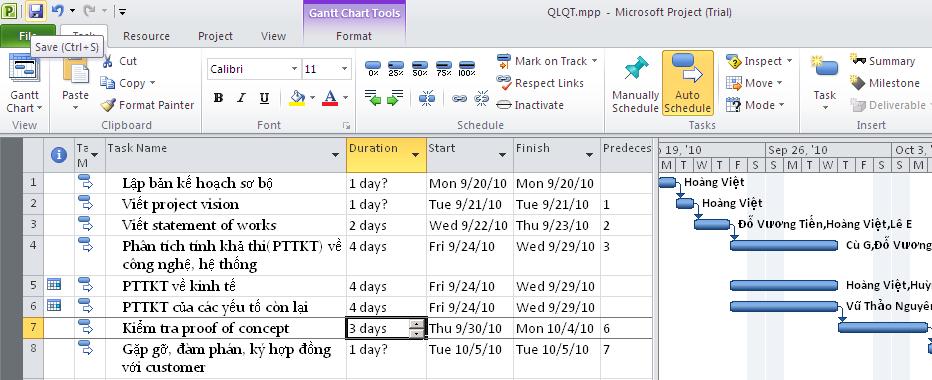 Gantt Chart Tools
QLQT.mpp - Microsoft Project (Trial)
File Task Resource Project View Format
Save (Ctrl+S)
Gantt Chart
View
Paste
Cut
Copy
Format Painter
Clipboard
Calibri 11
B I U
Font
0% 25% 50% 75% 100%
Mark on Track
Respect Links
Inactivate
Schedule
Manually Schedule
Auto Schedule
Inspect
Move
Mode
Tasks
Task
Summary
Milestone
Deliverable
Insert
Ta M Task Name Duration Start Finish Predeces
19, '10 Sep 26, '10 Oct 3, '
M T W T F S S M T W T F S S M T W
1 Lập bản kế hoạch sơ bộ 1 day? Mon 9/20/10 Mon 9/20/10 Hoàng Việt
2 Viết project vision 1 day? Tue 9/21/10 Tue 9/21/10 1 Hoàng Việt
3 Viết statement of works 2 days Wed 9/22/10 Thu 9/23/10 2 Đỗ Vương Tiến,Hoàng Việt,Lê E
4 Phân tích tính khả thi(PTTKT) về 4 days Fri 9/24/10 Wed 9/29/10 3 Cù G,Đỗ Vương
công nghệ, hệ thống
5 PTTKT về kinh tế 4 days Fri 9/24/10 Wed 9/29/10 Hoàng Việt,Huỳ
6 PTTKT của các yếu tố còn lại 4 days Fri 9/24/10 Wed 9/29/10 Vũ Thảo Nguyên
7 Kiểm tra proof of concept 3 days Thu 9/30/10 Mon 10/4/10 6
8 Gặp gỡ, đàm phán, ký hợp đồng 1 day? Tue 10/5/10 Tue 10/5/10 7
với customer